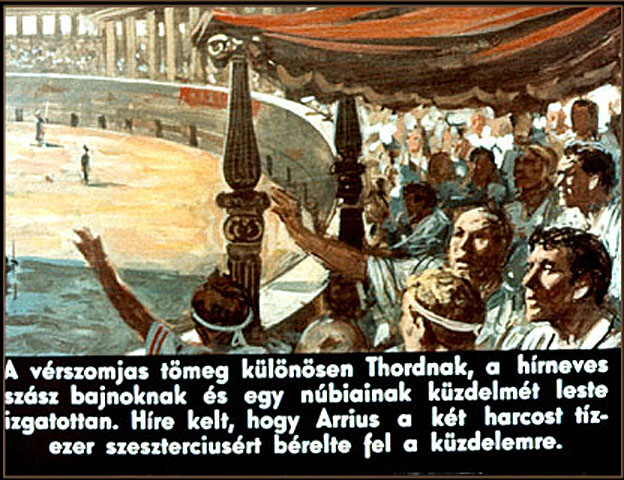 A vérszomjas tömeg különösen Thordnak, a hírneves
szász bajnoknak és egy núbiainak küzdelmét leste
izgatottan. Híre kelt, hogy Arrius a két harcost tíz-
ezer szeszterciusért bérelte fel a küzdelemre.